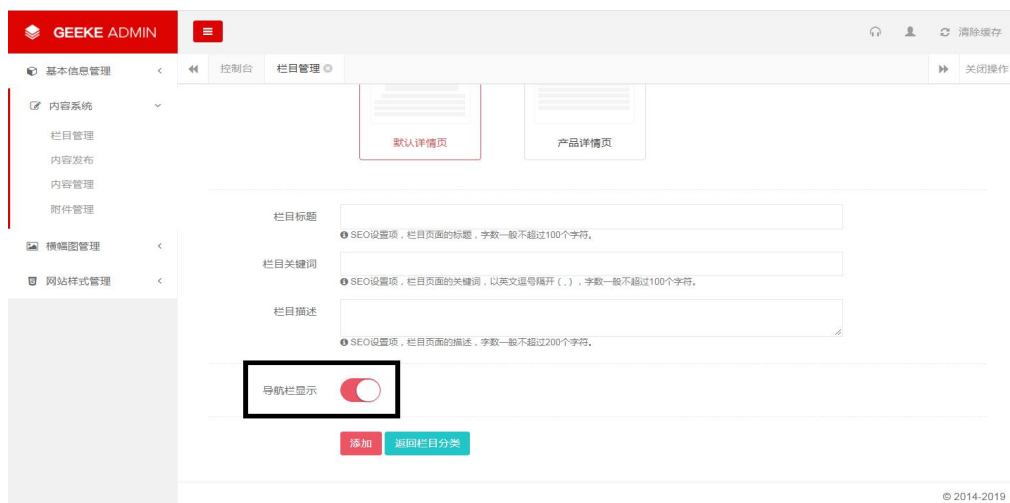 GEEKE ADMIN
清除缓存
基本信息管理
控制台
栏目管理
关闭操作
内容系统
栏目管理
内容发布
内容管理
附件管理
横幅图管理
网站样式管理
默认详情页
产品详情页
栏目标题
SEO设置项，栏目页面的标题，字数一般不超过100个字符。
栏目关键词
SEO设置项，栏目页面的关键词，以英文逗号隔开 ( , ) ，字数一般不超过100个字符。
栏目描述
SEO设置项，栏目页面的描述，字数一般不超过200个字符。
导航栏显示
添加
返回栏目分类
© 2014-2019